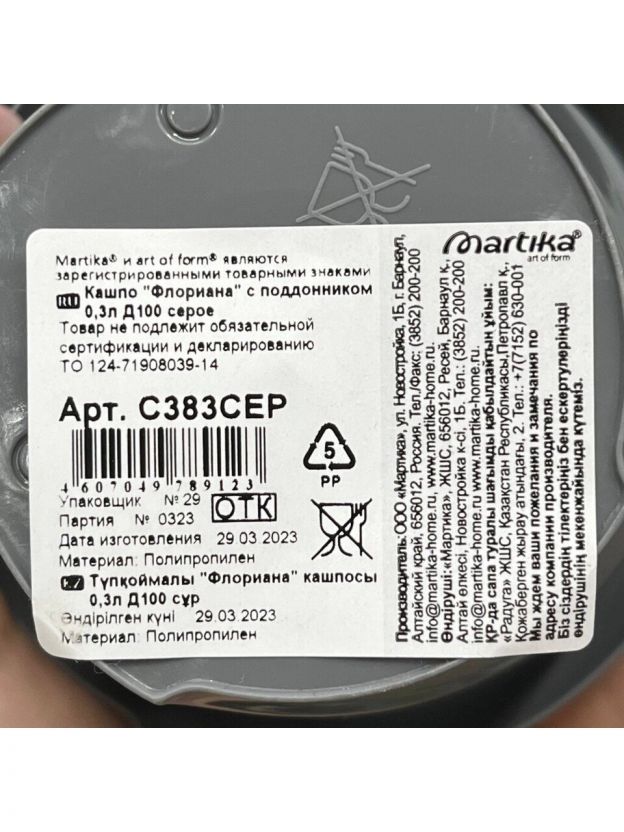 Martika® и art of form® являются
зарегистрированными товарными знаками
RU Кашпо "Флориана" с поддонником
0,3л Д100 серое
Товар не подлежит обязательной
сертификации и декларированию
ТО 124-71908039-14
Арт. С383СЕР
4 607049 789123
Упаковщик № 29
ОТК
Партия № 0323
Дата изготовления 29.03.2023
Материал: Полипропилен
KZ Түпқоймалы "Флориана" кашпосы
0,3л Д100 сұр
Өндірілген күні 29.03.2023
Материал: Полипропилен
5
PP
Martika®
art of form
Производитель: ООО «Мартика», ул. Новостройка, 1Б, г. Барнаул,
Алтайский край, 656012, Россия. Тел./Факс: (3852) 200-200
info@martika-home.ru, www.martika-home.ru.
Өндіруші: «Мартика», ЖШС, 656012, Ресей, Барнаул қ.,
Алтай өлкесі, Новостройка к-сі, 1Б. Тел.: (3852) 200-200
info@martika-home.ru www.martika-home.ru.
ҚР-да сапа туралы шағымды қабылдайтын ұйым:
«Радуга» ЖШС, Қазақстан Республикасы,Петропавл қ.,
Қожаберген жырау атындағы, 2. Тел.: +7(7152) 630-001
Мы ждем ваши пожелания и замечания по
адресу компании производителя.
Біз сіздердің тілектеріңіз бен ескертулеріңізді
өндірушінің мекенжайында күтеміз.